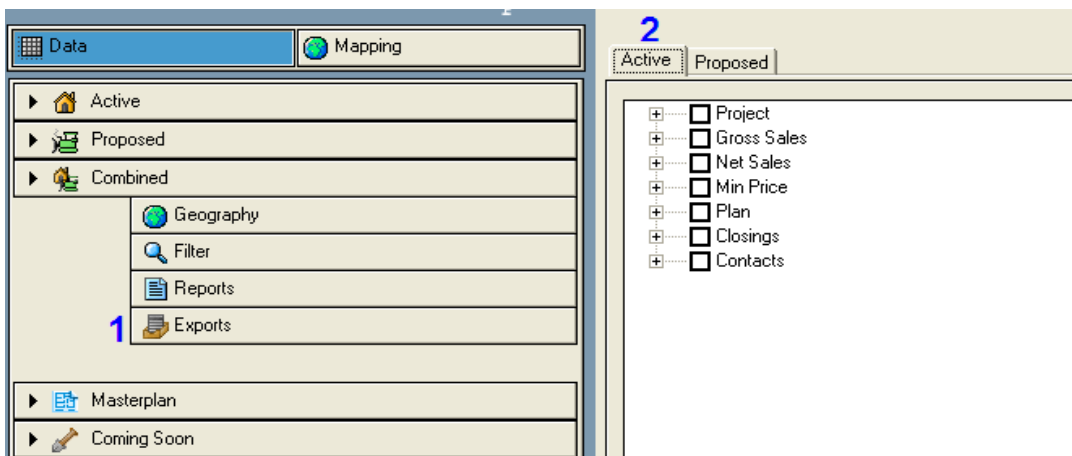 Data
Mapping
Active
Proposed
Combined
Geography
Filter
Reports
1
Exports
Masterplan
Coming Soon
2
Active
Proposed
Project
Gross Sales
Net Sales
Min Price
Plan
Closings
Contacts